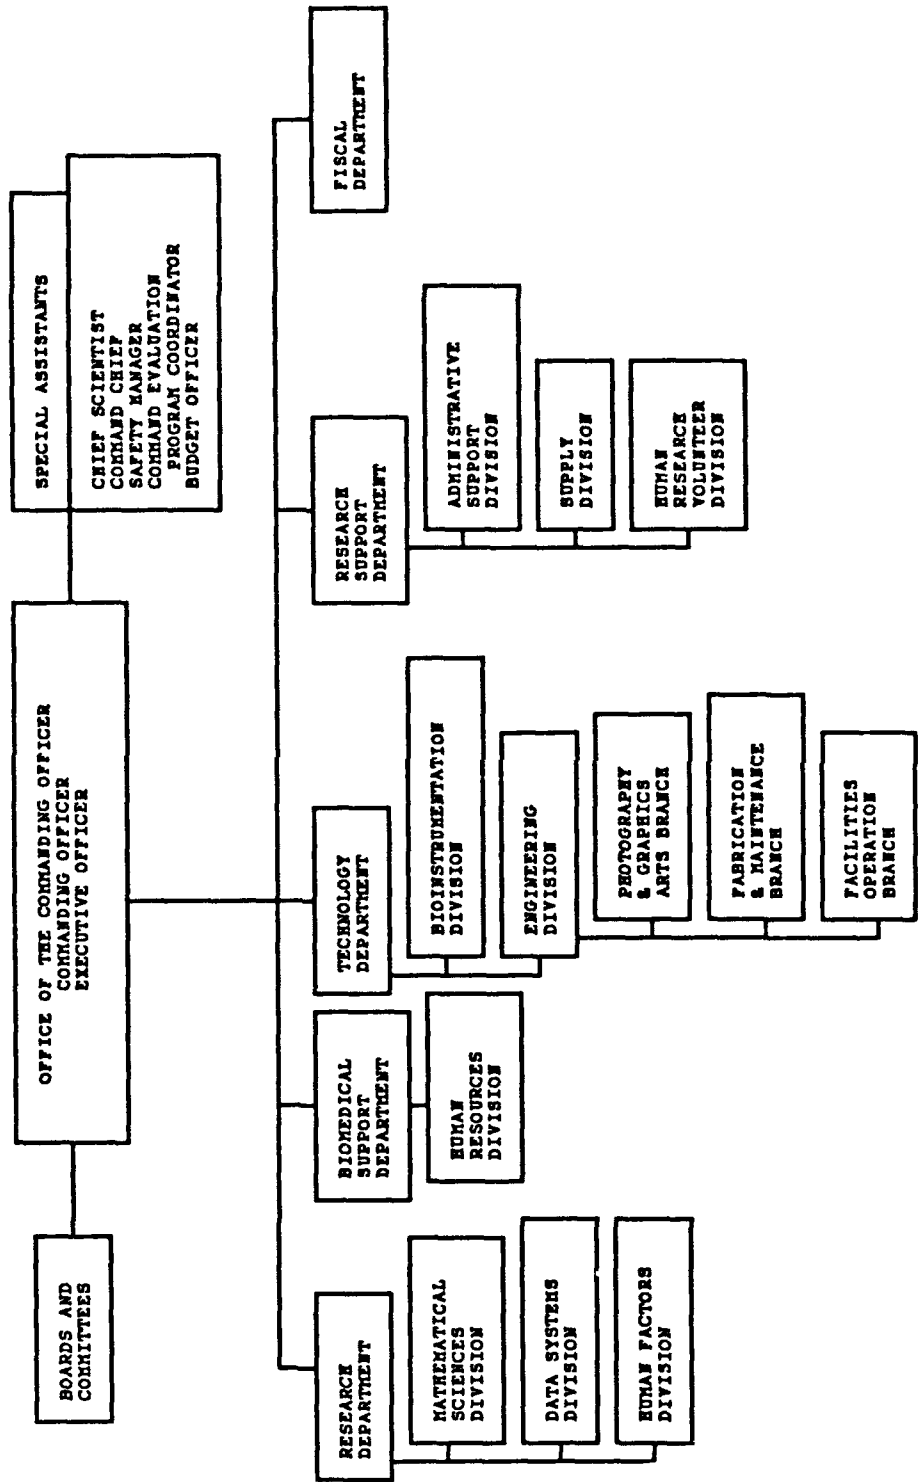 BOARDS AND
COMMITTEES
OFFICE OF THE COMMANDING OFFICER
COMMANDING OFFICER
EXECUTIVE OFFICER
SPECIAL ASSISTANTS
CHIEF SCIENTIST
COMMAND CHIEF
SAFETY MANAGER
COMMAND EVALUATION
PROGRAM COORDINATOR
BUDGET OFFICER
RESEARCH
DEPARTMENT
MATHEMATICAL
SCIENCES
DIVISION
DATA SYSTEMS
DIVISION
HUMAN FACTORS
DIVISION
BIOMEDICAL
SUPPORT
DEPARTMENT
HUMAN
RESOURCES
DIVISION
TECHNOLOGY
DEPARTMENT
BIOINSTRUMENTATION
DIVISION
ENGINEERING
DIVISION
PHOTOGRAPHY
& GRAPHICS
ARTS BRANCH
FABRICATION
& MAINTENANCE
BRANCH
FACILITIES
OPERATION
BRANCH
RESEARCH
SUPPORT
DEPARTMENT
ADMINISTRATIVE
SUPPORT
DIVISION
SUPPLY
DIVISION
HUMAN
RESEARCH
VOLUNTEER
DIVISION
FISCAL
DEPARTMENT